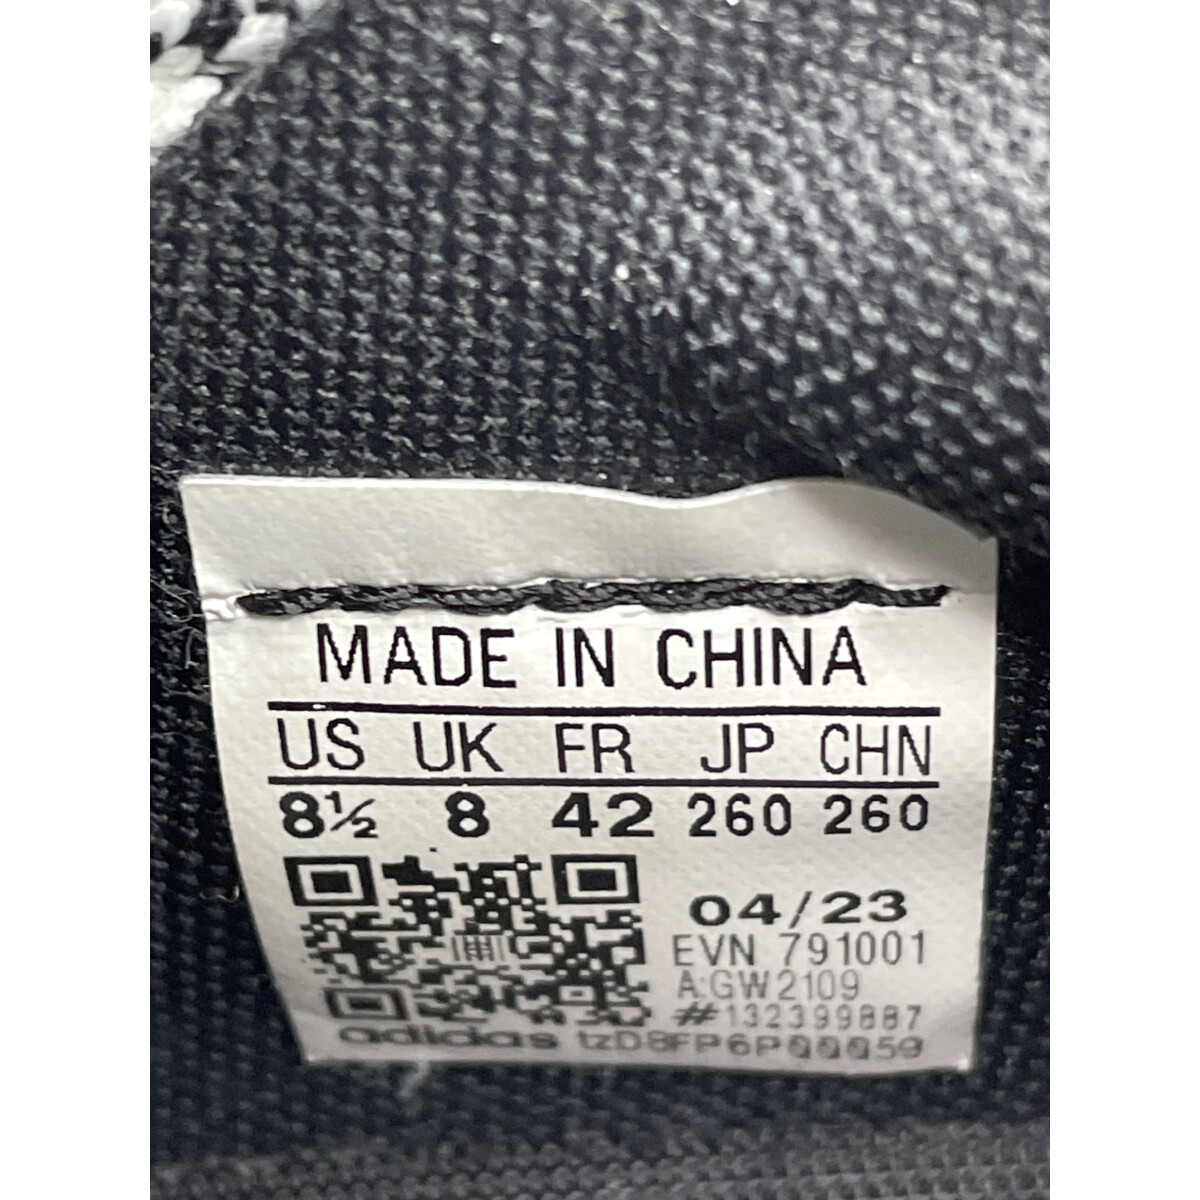 MADE IN CHINA
US UK FR JP CHN
8½ 8 42 260 260
04/23
EVN 791001
A:GW2109
#132399887
adidas tzD8FP6P00059